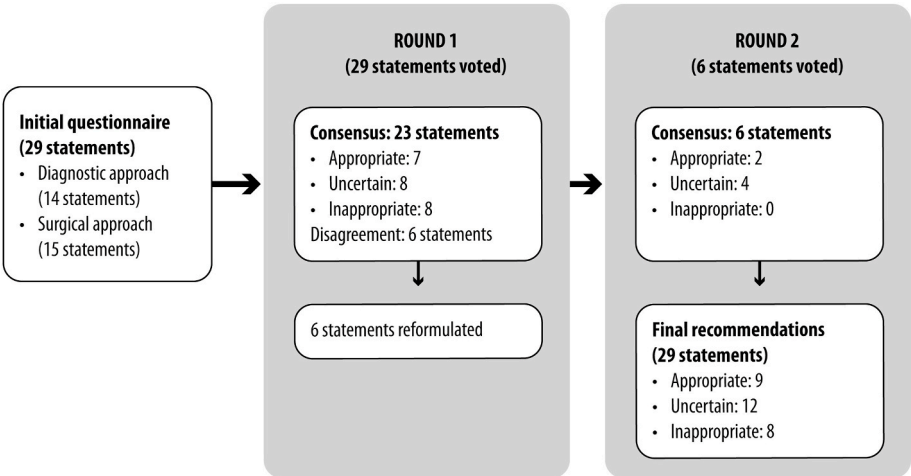 Initial questionnaire
(29 statements)
• Diagnostic approach
(14 statements)
• Surgical approach
(15 statements)
ROUND 1
(29 statements voted)
Consensus: 23 statements
• Appropriate: 7
• Uncertain: 8
• Inappropriate: 8
Disagreement: 6 statements
6 statements reformulated
ROUND 2
(6 statements voted)
Consensus: 6 statements
• Appropriate: 2
• Uncertain: 4
• Inappropriate: 0
Final recommendations
(29 statements)
• Appropriate: 9
• Uncertain: 12
• Inappropriate: 8